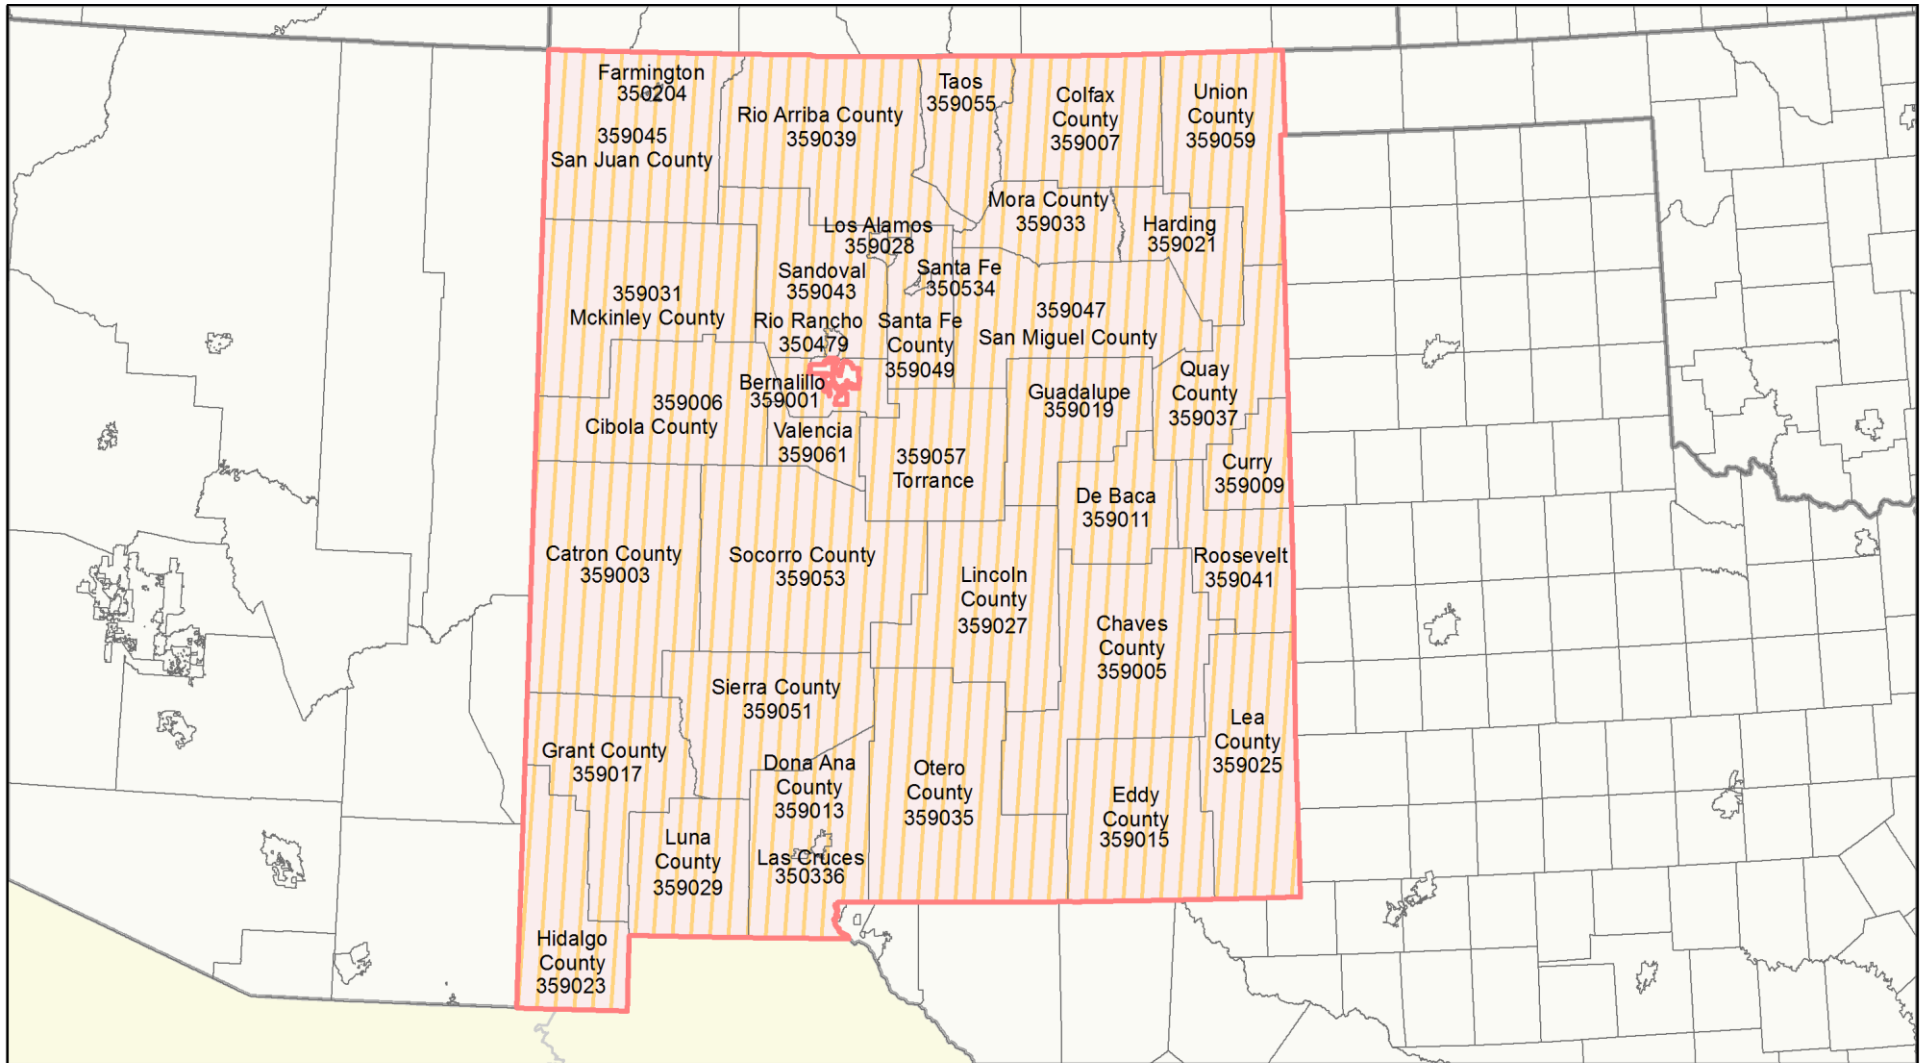 Farmington
350204
359045
San Juan County
Rio Arriba County
359039
Taos
359055
Colfax
County
359007
Union
County
359059
Mora County
359033
Harding
359021
Los Alamos
359028
Sandoval
359043
Santa Fe
350534
359031
Mckinley County
Rio Rancho
350479
Santa Fe
County
359049
359047
San Miguel County
Bernalillo
359001
359006
Cibola County
Valencia
359061
Guadalupe
359019
Quay
County
359037
359057
Torrance
Curry
359009
De Baca
359011
Catron County
359003
Socorro County
359053
Lincoln
County
359027
Roosevelt
359041
Chaves
County
359005
Sierra County
359051
Lea
County
359025
Grant County
359017
Dona Ana
County
359013
Otero
County
359035
Eddy
County
359015
Luna
County
359029
Las Cruces
350336
Hidalgo
County
359023